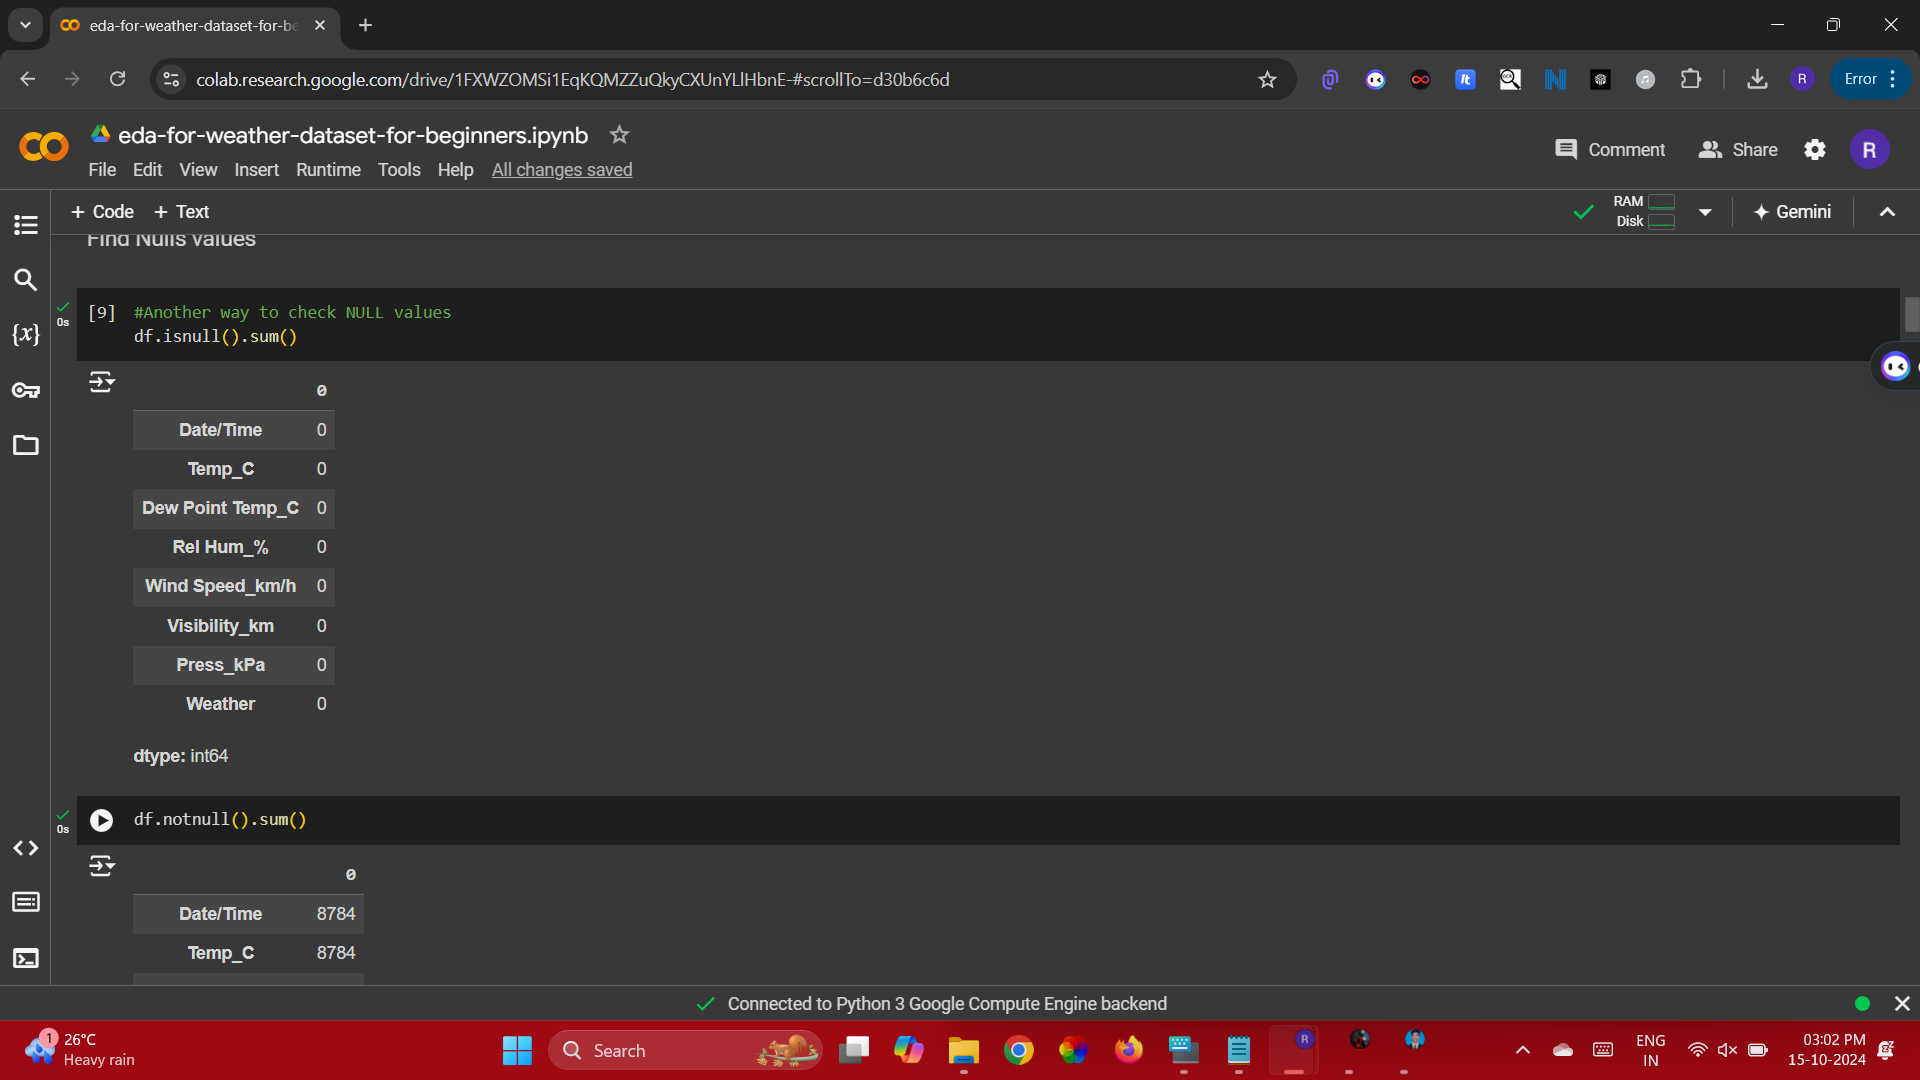 eda-for-weather-dataset-for-be
colab.research.google.com/drive/1FXWZOMSi1EqKQMZZuQkyCXUnYLlHbnE-#scrollTo=d30b6c6d
R
Error
eda-for-weather-dataset-for-beginners.ipynb
Comment
Share
R
File Edit View Insert Runtime Tools Help All changes saved
+ Code + Text
RAM
Disk
Gemini
Find Nulls values
[9] #Another way to check NULL values
0s
df.isnull().sum()
0
Date/Time 0
Temp_C 0
Dew Point Temp_C 0
Rel Hum_% 0
Wind Speed_km/h 0
Visibility_km 0
Press_kPa 0
Weather 0
dtype: int64
df.notnull().sum()
0s
0
Date/Time 8784
Temp_C 8784
Connected to Python 3 Google Compute Engine backend
1
26°C
Heavy rain
Search
R
ENG
IN
03:02 PM
15-10-2024